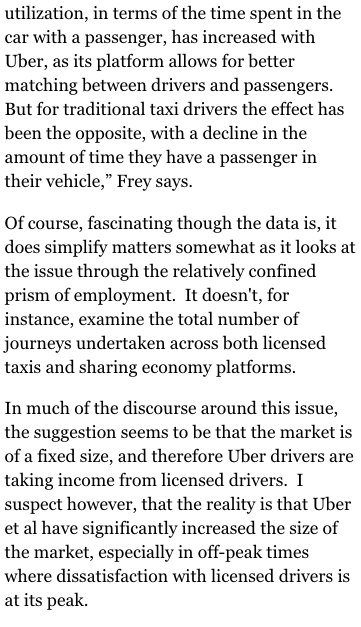 utilization, in terms of the time spent in the
car with a passenger, has increased with
Uber, as its platform allows for better
matching between drivers and passengers.
But for traditional taxi drivers the effect has
been the opposite, with a decline in the
amount of time they have a passenger in
their vehicle,” Frey says.
Of course, fascinating though the data is, it
does simplify matters somewhat as it looks at
the issue through the relatively confined
prism of employment.  It doesn't, for
instance, examine the total number of
journeys undertaken across both licensed
taxis and sharing economy platforms.
In much of the discourse around this issue,
the suggestion seems to be that the market is
of a fixed size, and therefore Uber drivers are
taking income from licensed drivers.  I
suspect however, that the reality is that Uber
et al have significantly increased the size of
the market, especially in off-peak times
where dissatisfaction with licensed drivers is
at its peak.